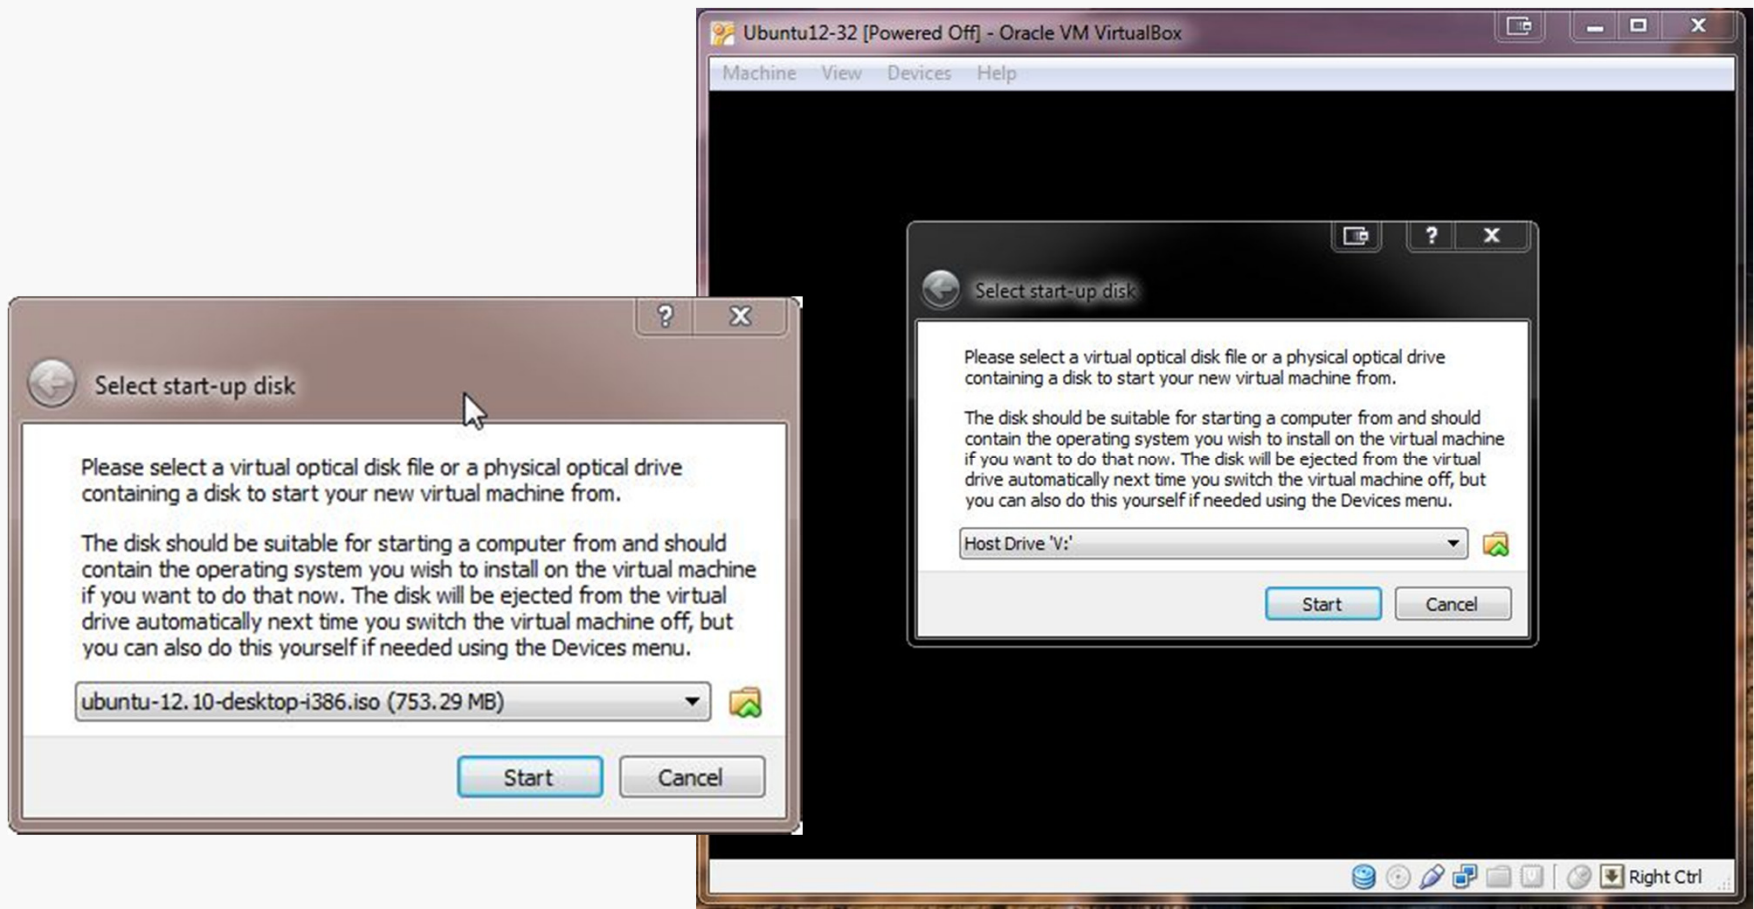 Ubuntu12-32 [Powered Off] - Oracle VM VirtualBox
Machine View Devices Help
Select start-up disk
Please select a virtual optical disk file or a physical optical drive
containing a disk to start your new virtual machine from.
The disk should be suitable for starting a computer from and should
contain the operating system you wish to install on the virtual machine
if you want to do that now. The disk will be ejected from the virtual
drive automatically next time you switch the virtual machine off, but
you can also do this yourself if needed using the Devices menu.
Host Drive 'V:'
Start Cancel
Right Ctrl
Select start-up disk
Please select a virtual optical disk file or a physical optical drive
containing a disk to start your new virtual machine from.
The disk should be suitable for starting a computer from and should
contain the operating system you wish to install on the virtual machine
if you want to do that now. The disk will be ejected from the virtual
drive automatically next time you switch the virtual machine off, but
you can also do this yourself if needed using the Devices menu.
ubuntu-12.10-desktop-i386.iso (753.29 MB)
Start Cancel